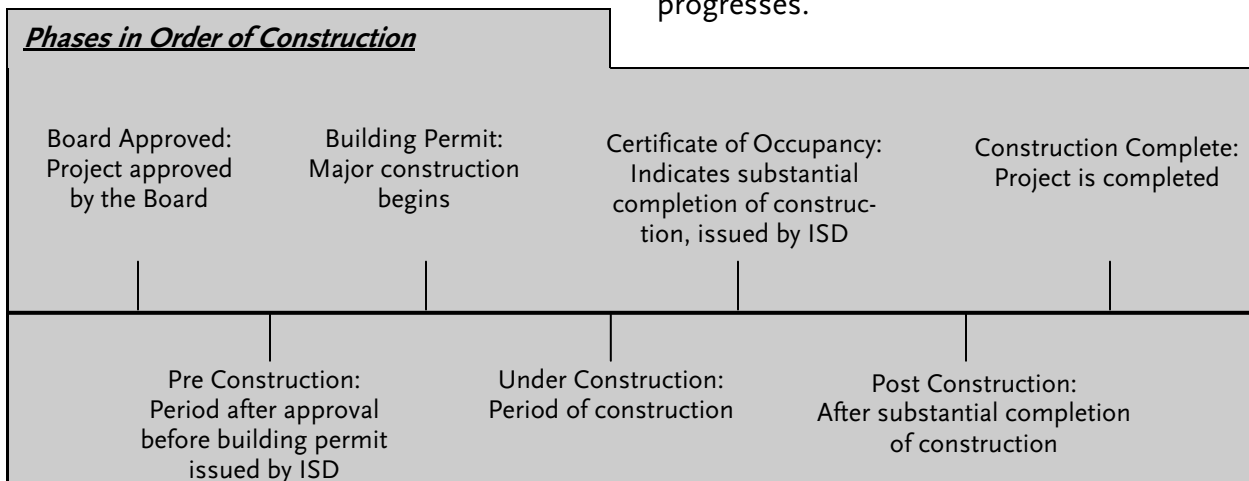 progresses.
Phases in Order of Construction
Board Approved:
Project approved
by the Board
Building Permit:
Major construction
begins
Certificate of Occupancy:
Indicates substantial
completion of construc-
tion, issued by ISD
Construction Complete:
Project is completed
Pre Construction:
Period after approval
before building permit
issued by ISD
Under Construction:
Period of construction
Post Construction:
After substantial completion
of construction